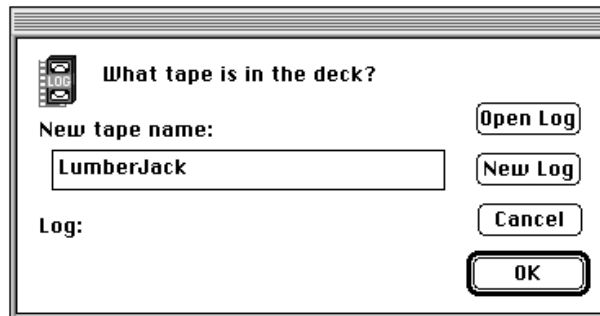 LOG
What tape is in the deck?
New tape name:
LumberJack
Log:
Open Log
New Log
Cancel
OK